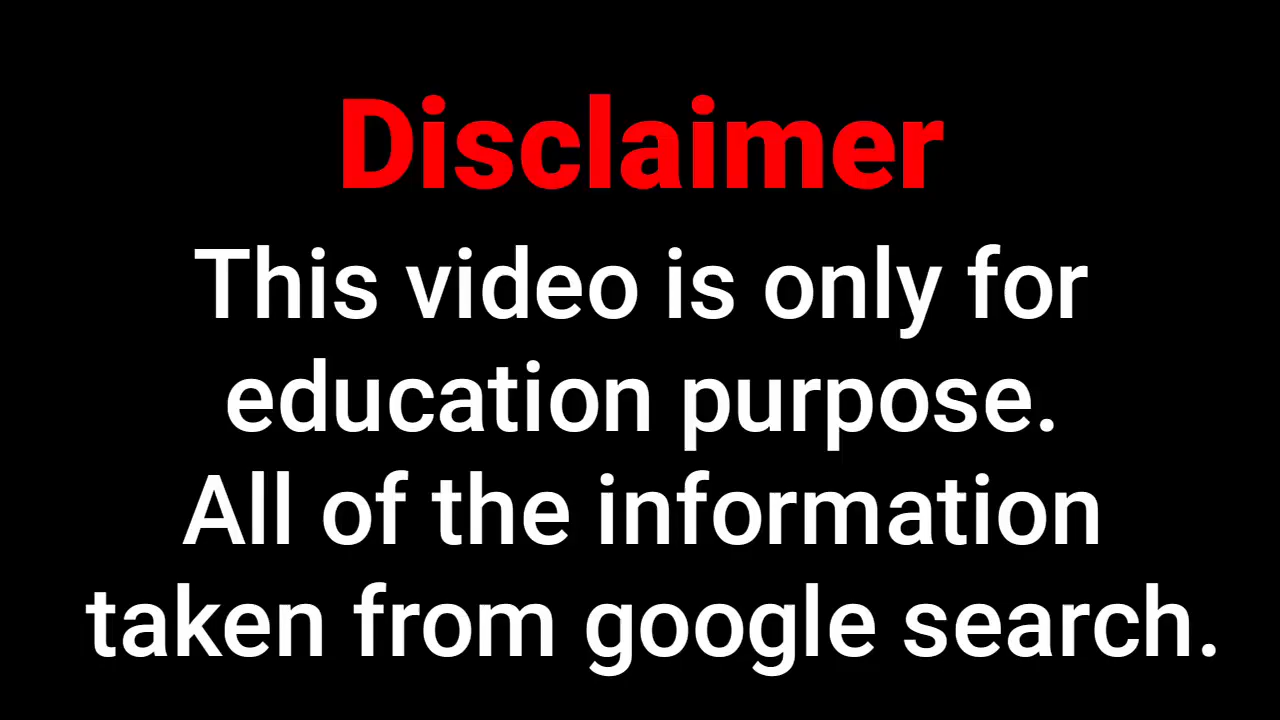 Disclaimer
This video is only for
education purpose.
All of the information
taken from google search.